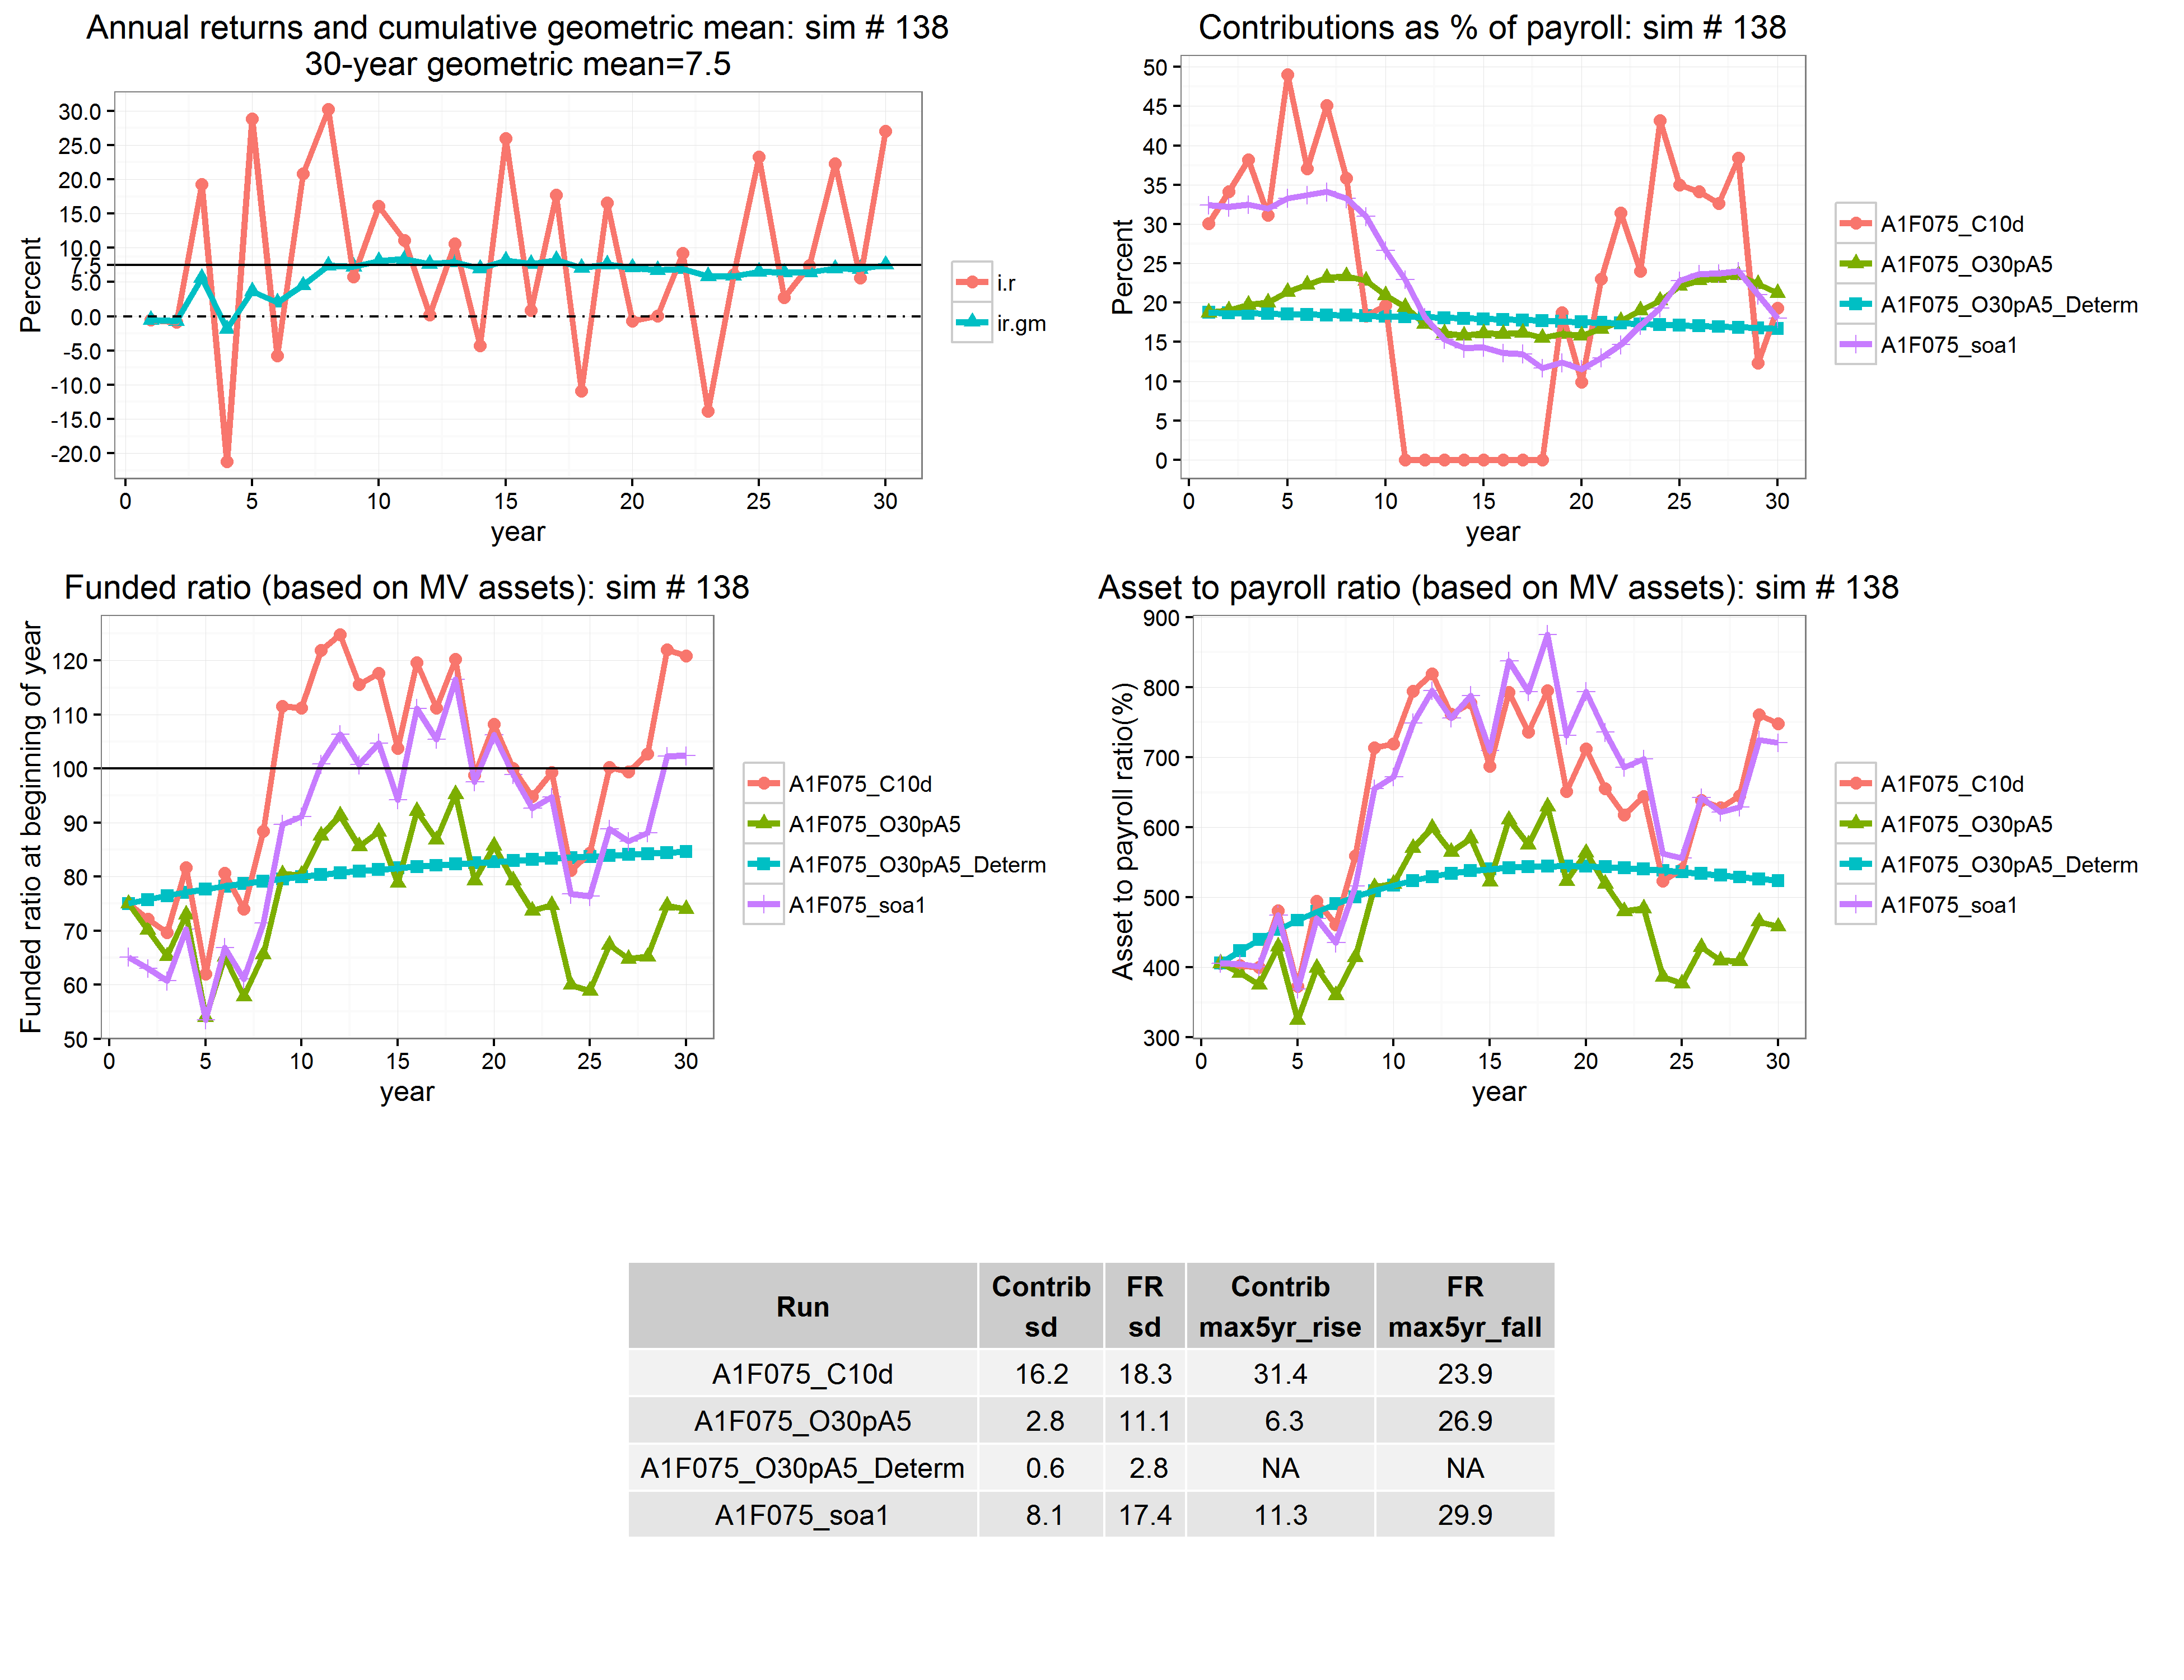 Annual returns and cumulative geometric mean: sim # 138
30-year geometric mean=7.5
Percent
30.0
25.0
20.0
15.0
10.0
7.5
5.0
0.0
-5.0
-10.0
-15.0
-20.0
0 5 10 15 20 25 30
year
i.r
ir.gm
Contributions as % of payroll: sim # 138
Percent
50
45
40
35
30
25
20
15
10
5
0
0 5 10 15 20 25 30
year
A1F075_C10d
A1F075_O30pA5
A1F075_O30pA5_Determ
A1F075_soa1
Funded ratio (based on MV assets): sim # 138
Funded ratio at beginning of year
120
110
100
90
80
70
60
50
0 5 10 15 20 25 30
year
A1F075_C10d
A1F075_O30pA5
A1F075_O30pA5_Determ
A1F075_soa1
Asset to payroll ratio (based on MV assets): sim # 138
Asset to payroll ratio(%)
900
800
700
600
500
400
300
0 5 10 15 20 25 30
year
A1F075_C10d
A1F075_O30pA5
A1F075_O30pA5_Determ
A1F075_soa1
Run Contrib sd FR sd Contrib max5yr_rise FR max5yr_fall
A1F075_C10d 16.2 18.3 31.4 23.9
A1F075_O30pA5 2.8 11.1 6.3 26.9
A1F075_O30pA5_Determ 0.6 2.8 NA NA
A1F075_soa1 8.1 17.4 11.3 29.9